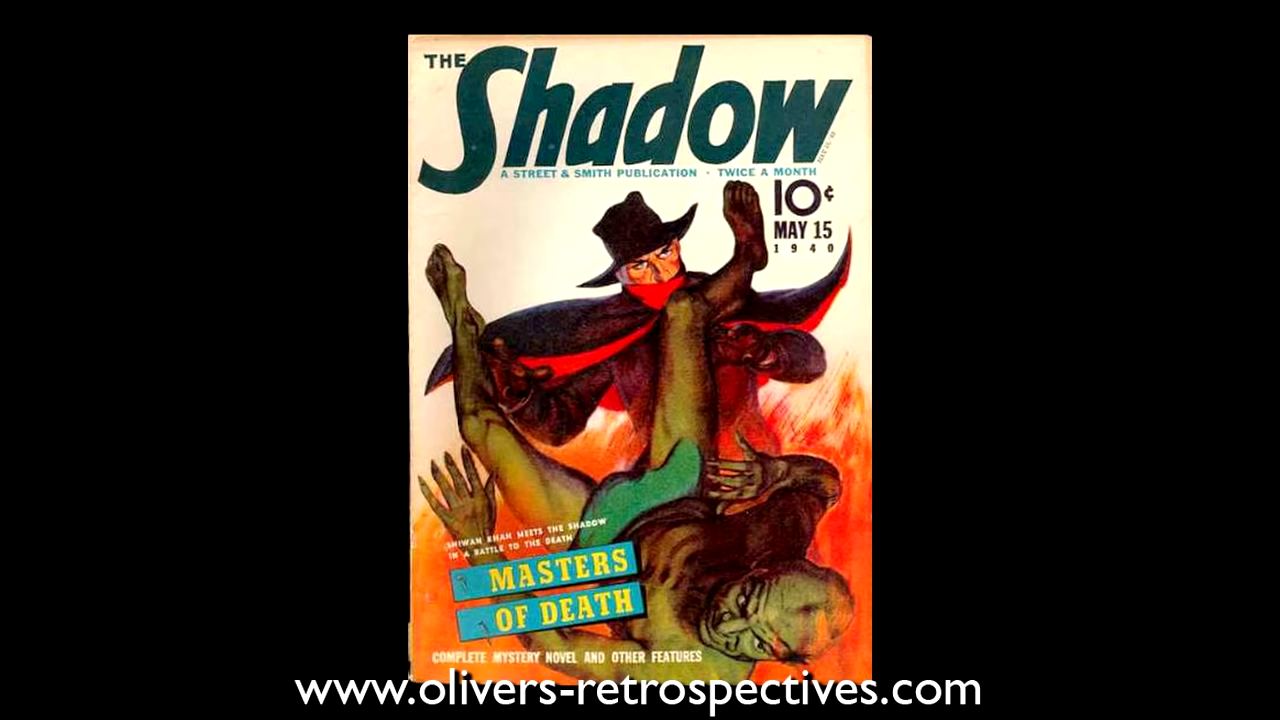 THE
Shadow
A STREET & SMITH PUBLICATION · TWICE A MONTH
10¢
MAY 15
1940
SHIWAN KHAN MEETS THE SHADOW
IN A BATTLE TO THE DEATH
MASTERS
OF DEATH
COMPLETE MYSTERY NOVEL AND OTHER FEATURES
www.olivers-retrospectives.com